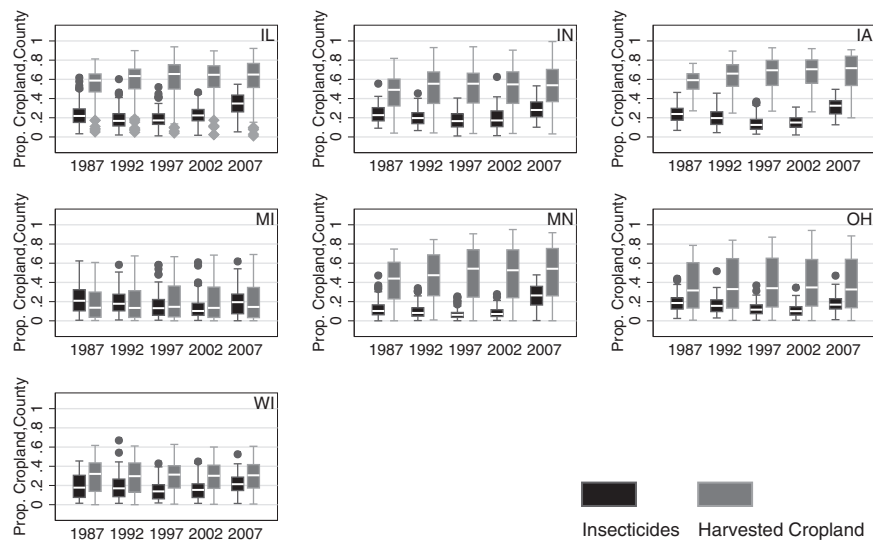 IL
Prop. Cropland,County
0 .2 .4 .6 .8 1
1987 1992 1997 2002 2007
IN
Prop. Cropland,County
0 .2 .4 .6 .8 1
1987 1992 1997 2002 2007
IA
Prop. Cropland,County
0 .2 .4 .6 .8 1
1987 1992 1997 2002 2007
MI
Prop. Cropland,County
0 .2 .4 .6 .8 1
1987 1992 1997 2002 2007
MN
Prop. Cropland,County
0 .2 .4 .6 .8 1
1987 1992 1997 2002 2007
OH
Prop. Cropland,County
0 .2 .4 .6 .8 1
1987 1992 1997 2002 2007
WI
Prop. Cropland,County
0 .2 .4 .6 .8 1
1987 1992 1997 2002 2007
Insecticides Harvested Cropland